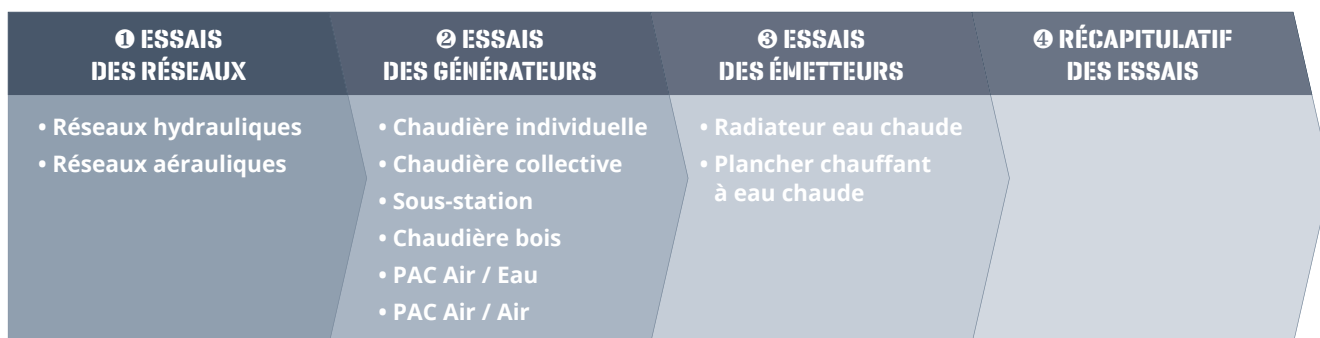 ❶ ESSAIS
DES RÉSEAUX
• Réseaux hydrauliques
• Réseaux aérauliques
❷ ESSAIS
DES GÉNÉRATEURS
• Chaudière individuelle
• Chaudière collective
• Sous-station
• Chaudière bois
• PAC Air / Eau
• PAC Air / Air
❸ ESSAIS
DES ÉMETTEURS
• Radiateur eau chaude
• Plancher chauffant
à eau chaude
❹ RÉCAPITULATIF
DES ESSAIS